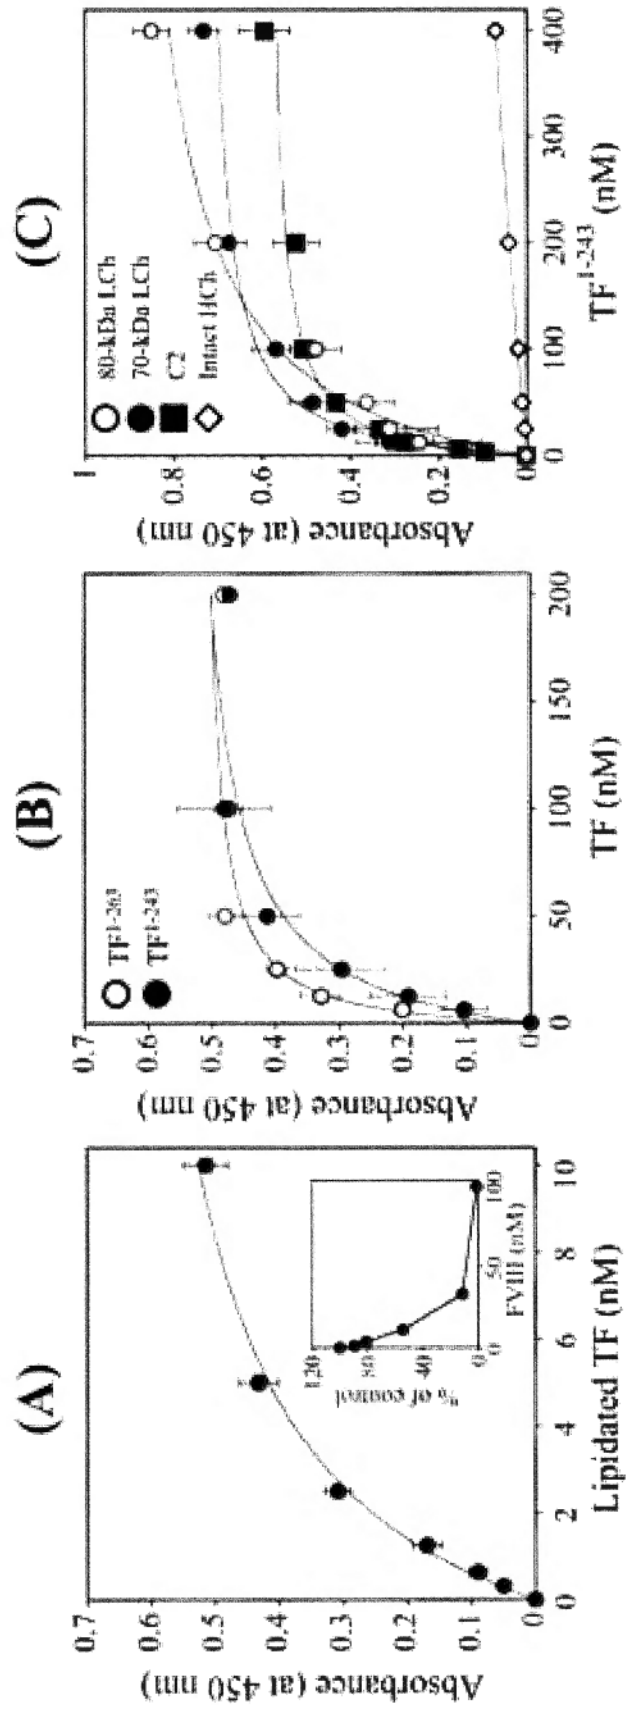 (A)
Absorbance (at 450 nm)
0.7
0.6
0.5
0.4
0.3
0.2
0.1
0
0 2 4 6 8 10
Lipidated TF (nM)
% of control
120
80
40
0
0 50 100
FVIII (nM)
(B)
Absorbance (at 450 nm)
0.7
0.6
0.5
0.4
0.3
0.2
0.1
0
TF1-263
TF1-243
0 50 100 150 200
TF (nM)
(C)
Absorbance (at 450 nm)
1
0.8
0.6
0.4
0.2
0
80-kDa LCh
70-kDa LCh
C2
Intact HCh
0 100 200 300 400
TF1-243 (nM)